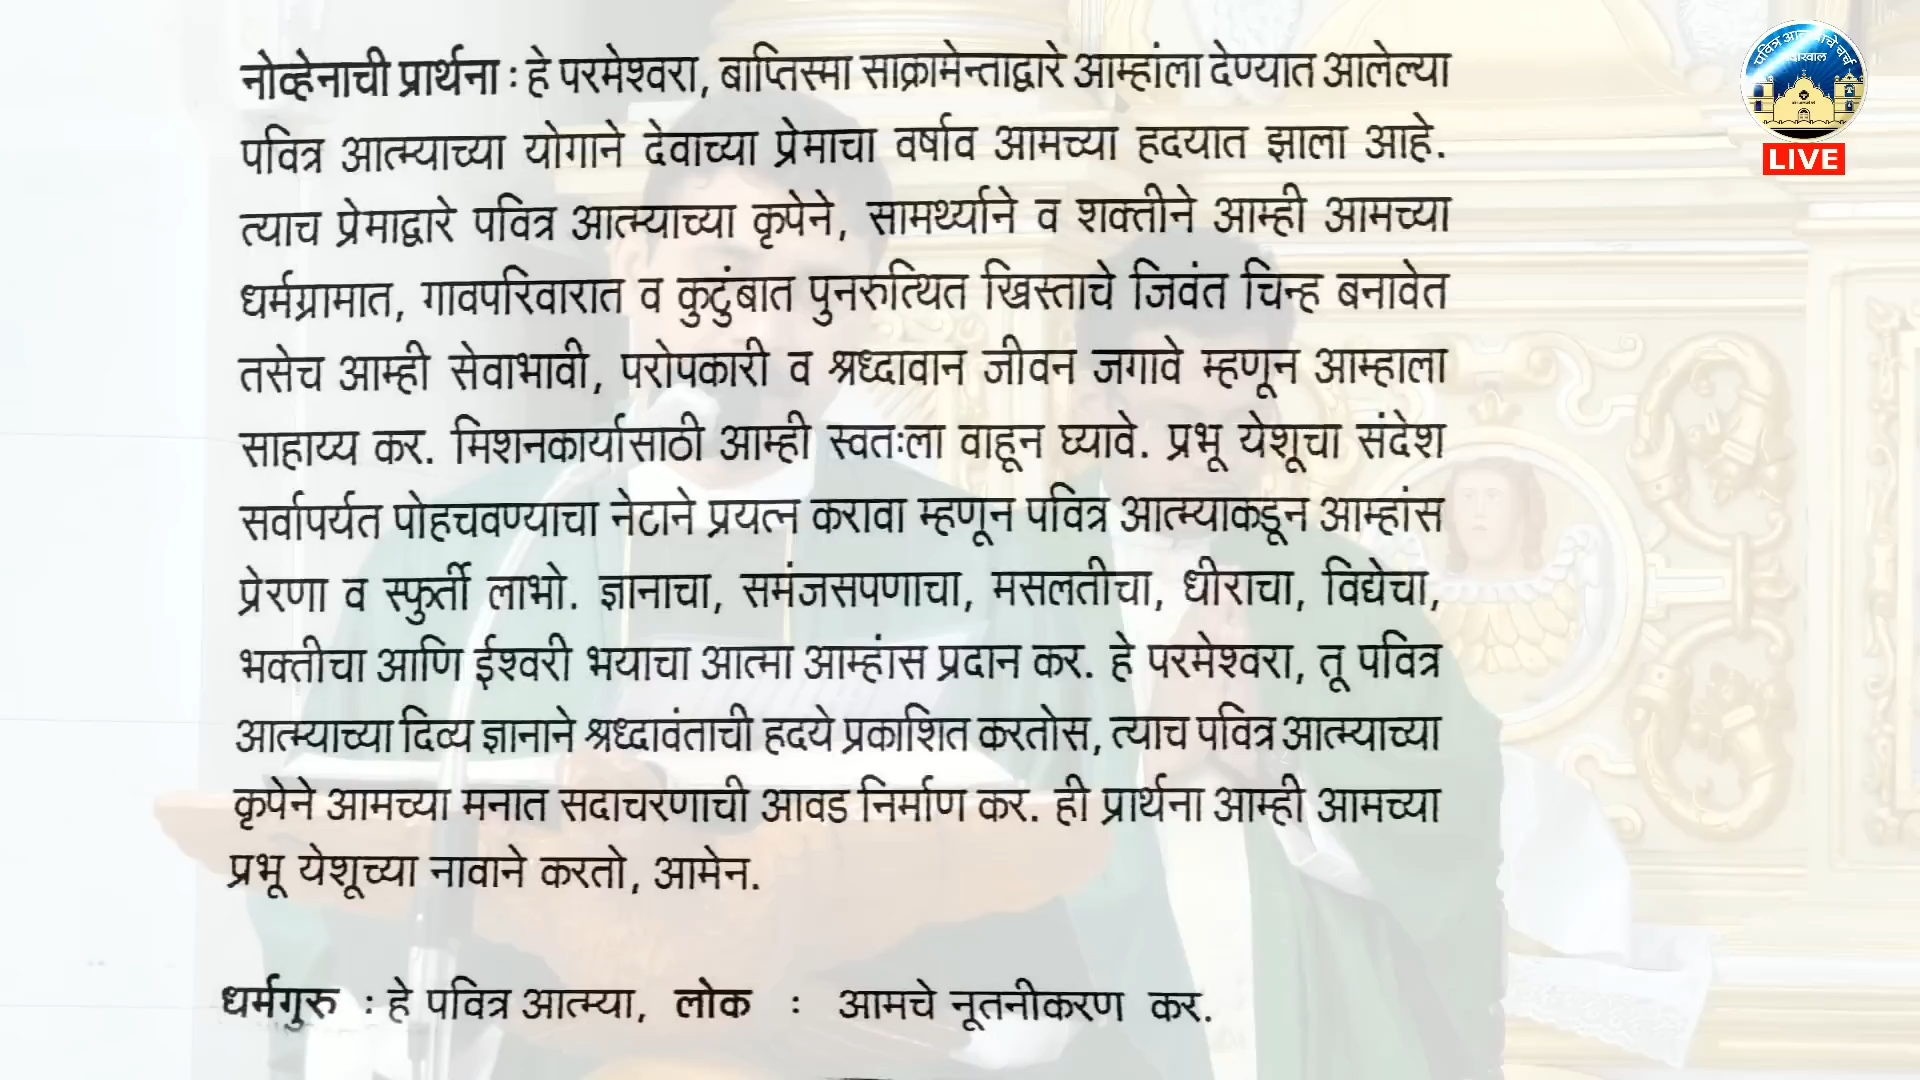 नोव्हेनाची प्रार्थना : हे परमेश्वरा, बाप्तिस्मा साक्रामेन्ताद्वारे आम्हांला देण्यात आलेल्या
पवित्र आत्म्याच्या योगाने देवाच्या प्रेमाचा वर्षाव आमच्या हदयात झाला आहे.
त्याच प्रेमाद्वारे पवित्र आत्म्याच्या कृपेने, सामर्थ्याने व शक्तीने आम्ही आमच्या
धर्मग्रामात, गावपरिवारात व कुटुंबात पुनरुत्थित ख्रिस्ताचे जिवंत चिन्ह बनावेत
तसेच आम्ही सेवाभावी, परोपकारी व श्रध्दावान जीवन जगावे म्हणून आम्हाला
साहाय्य कर. मिशनकार्यासाठी आम्ही स्वतःला वाहून घ्यावे. प्रभू येशूचा संदेश
सर्वापर्यत पोहचवण्याचा नेटाने प्रयत्न करावा म्हणून पवित्र आत्म्याकडून आम्हांस
प्रेरणा व स्फुर्ती लाभो. ज्ञानाचा, समंजसपणाचा, मसलतीचा, धीराचा, विद्येचा,
भक्तीचा आणि ईश्वरी भयाचा आत्मा आम्हांस प्रदान कर. हे परमेश्वरा, तू पवित्र
आत्म्याच्या दिव्य ज्ञानाने श्रध्दावंताची हदये प्रकाशित करतोस, त्याच पवित्र आत्म्याच्या
कृपेने आमच्या मनात सदाचरणाची आवड निर्माण कर. ही प्रार्थना आम्ही आमच्या
प्रभू येशूच्या नावाने करतो, आमेन.
धर्मगुरु : हे पवित्र आत्म्या, लोक : आमचे नूतनीकरण कर.
पवित्र चर्च
LIVE